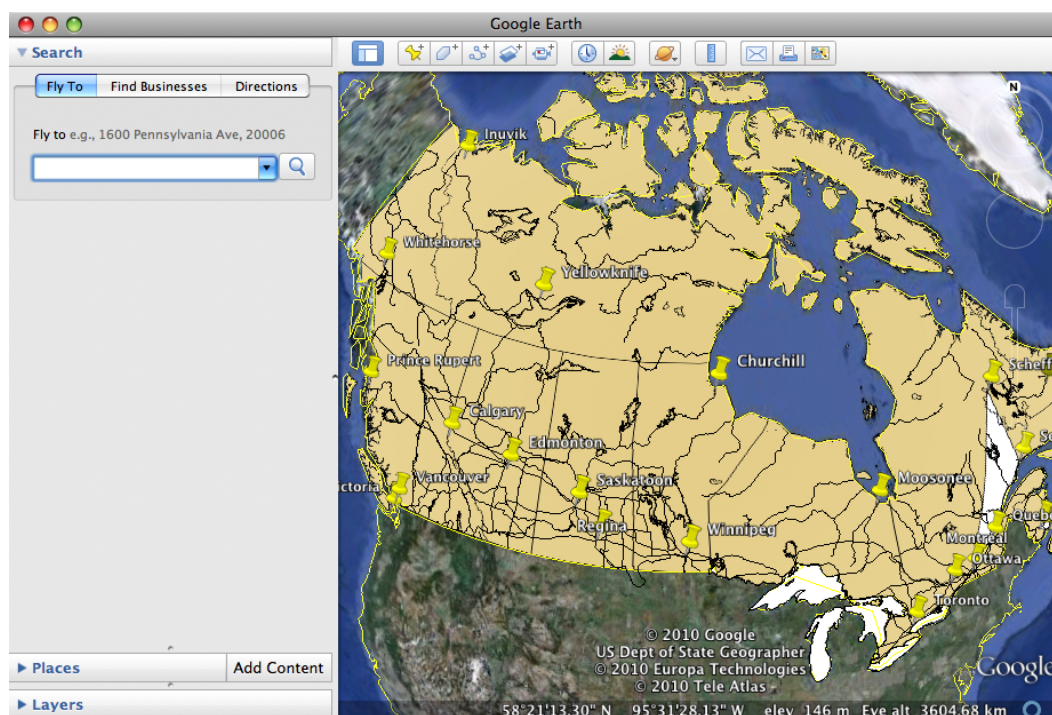 Google Earth
Search
Fly To
Find Businesses
Directions
Fly to e.g., 1600 Pennsylvania Ave, 20006
Places
Add Content
Layers
N
Inuvik
Whitehorse
Yellowknife
Prince Rupert
Churchill
Scheff
Calgary
Edmonton
Vancouver
ictoria
Saskatoon
Moosonee
Regina
Winnipeg
Queb
Montreal
Ottawa
Toronto
© 2010 Google
US Dept of State Geographer
© 2010 Europa Technologies
© 2010 Tele Atlas
Google
58°21'13.30" N 95°31'28.13" W elev 146 m Eye alt 3604.68 km